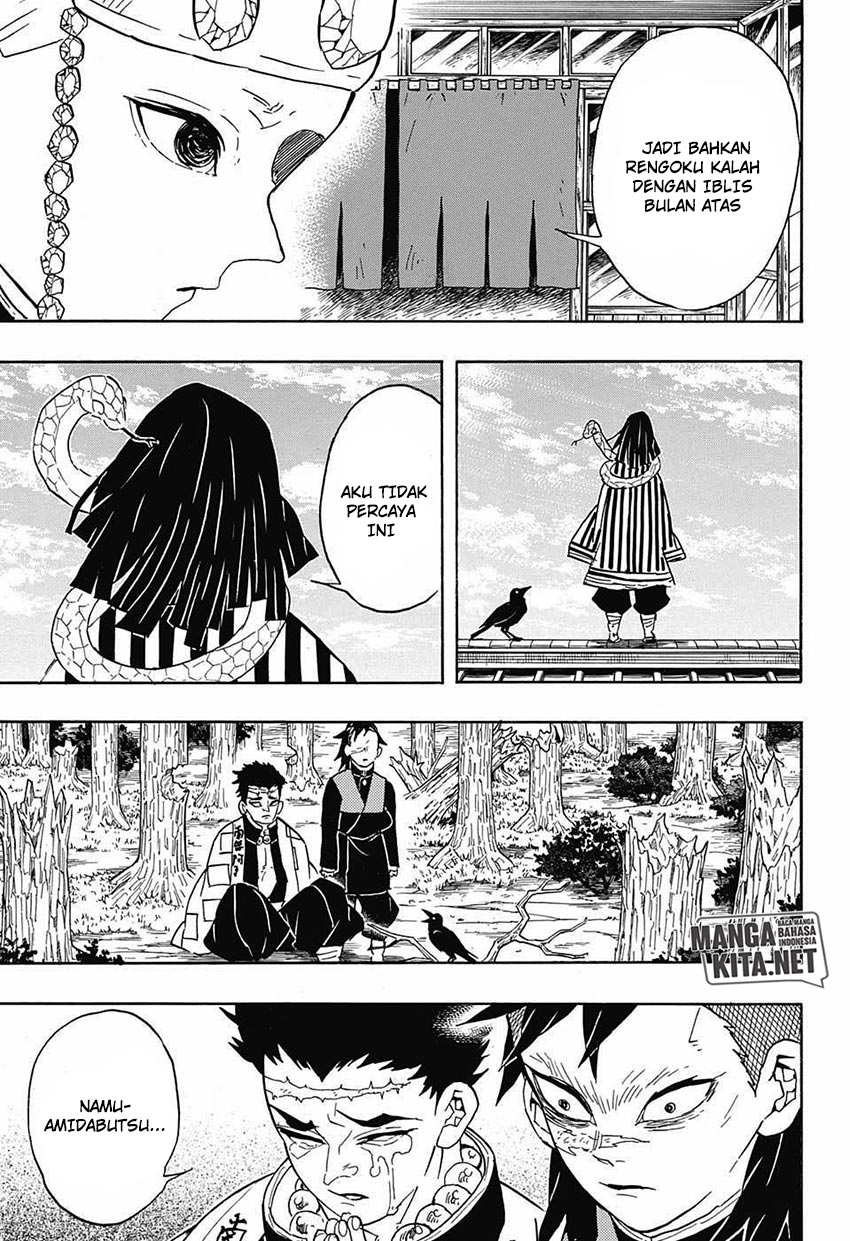 JADI BAHKAN
RENGOKU KALAH
DENGAN IBLIS
BULAN ATAS
AKU TIDAK
PERCAYA
INI
MANGA
KITA.NET
BACA MANGA
BAHASA
INDONESIA
NAMU-
AMIDABUTSU...